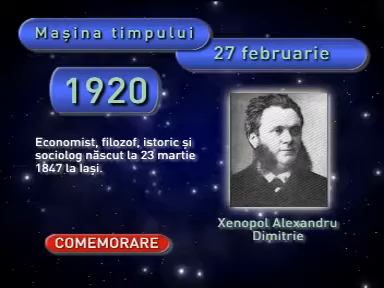 Mașina timpului
27 februarie
1920
Economist, filozof, istoric și
sociolog născut la 23 martie
1847 la Iași.
Xenopol Alexandru
Dimitrie
COMEMORARE